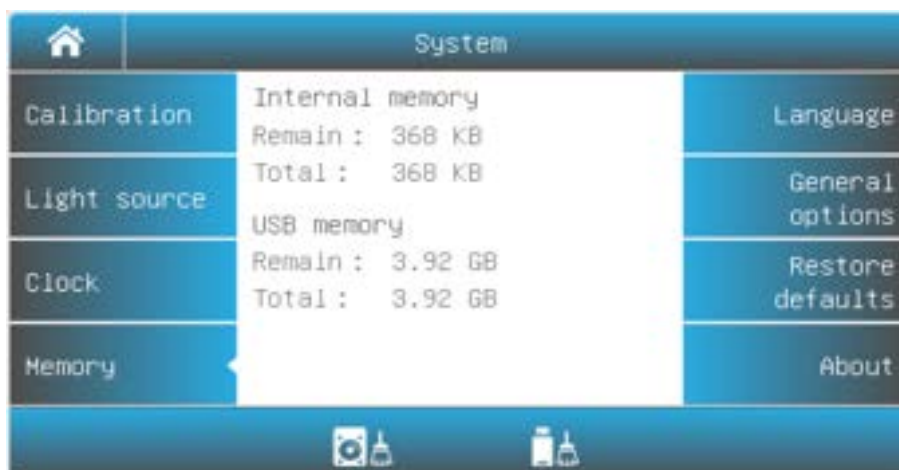 System
Calibration
Light source
Clock
Memory
Internal memory
Remain : 368 KB
Total : 368 KB
USB memory
Remain : 3.92 GB
Total : 3.92 GB
Language
General
options
Restore
defaults
About